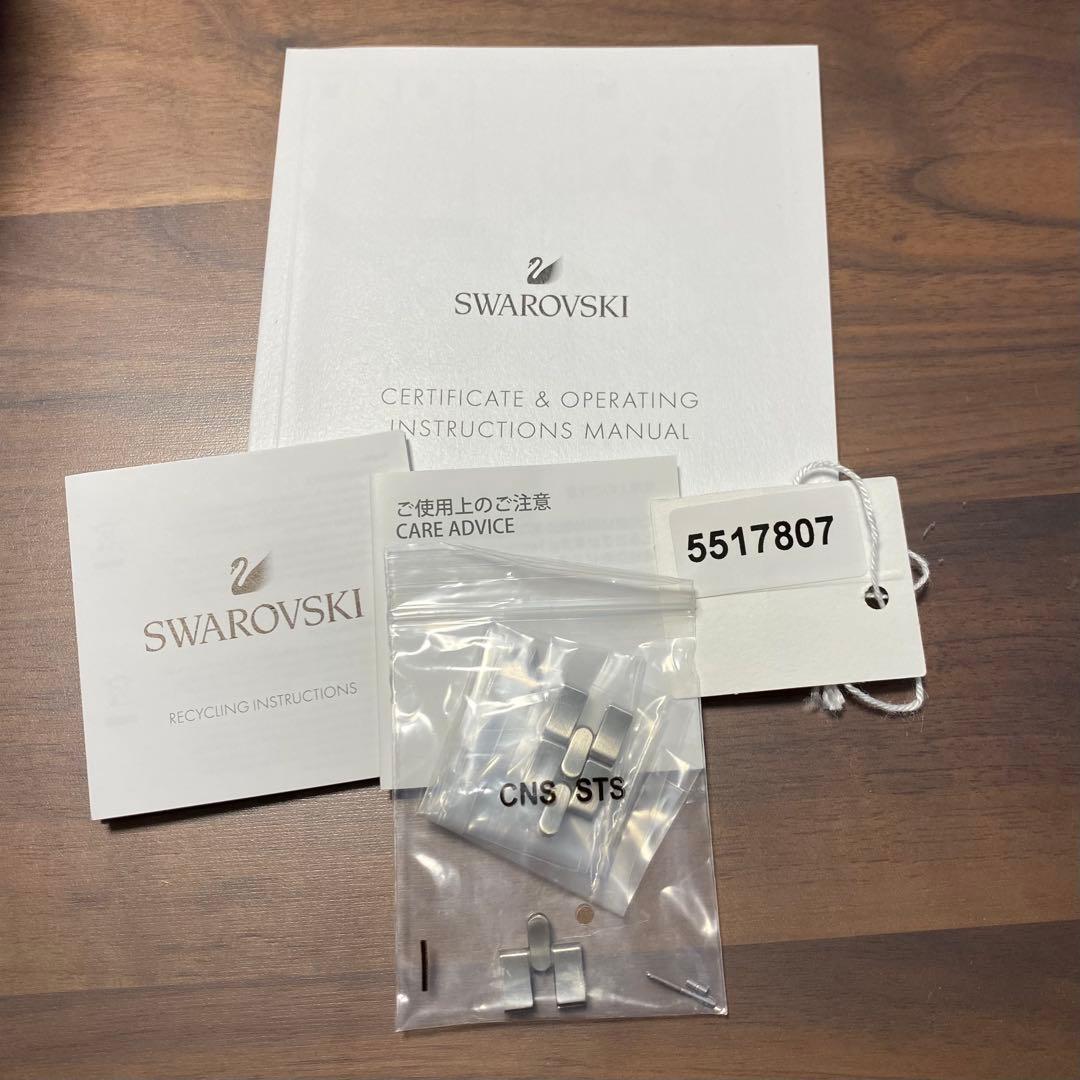 SWAROVSKI
CERTIFICATE & OPERATING
INSTRUCTIONS MANUAL
SWAROVSKI
RECYCLING INSTRUCTIONS
ご使用上のご注意
CARE ADVICE
5517807
CNS STS